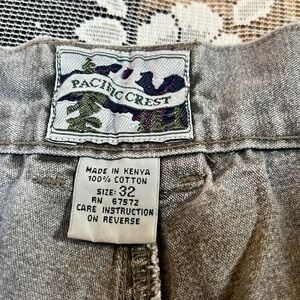 PACIFIC CREST
MADE IN KENYA
100% COTTON
SIZE: 32
RN 67572
CARE INSTRUCTION
ON REVERSE